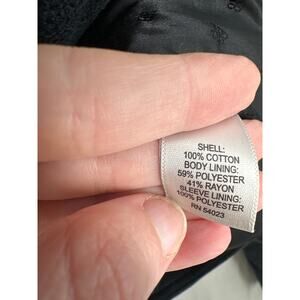 SHELL:
100% COTTON
BODY LINING:
59% POLYESTER
41% RAYON
SLEEVE LINING:
100% POLYESTER
RN 54023